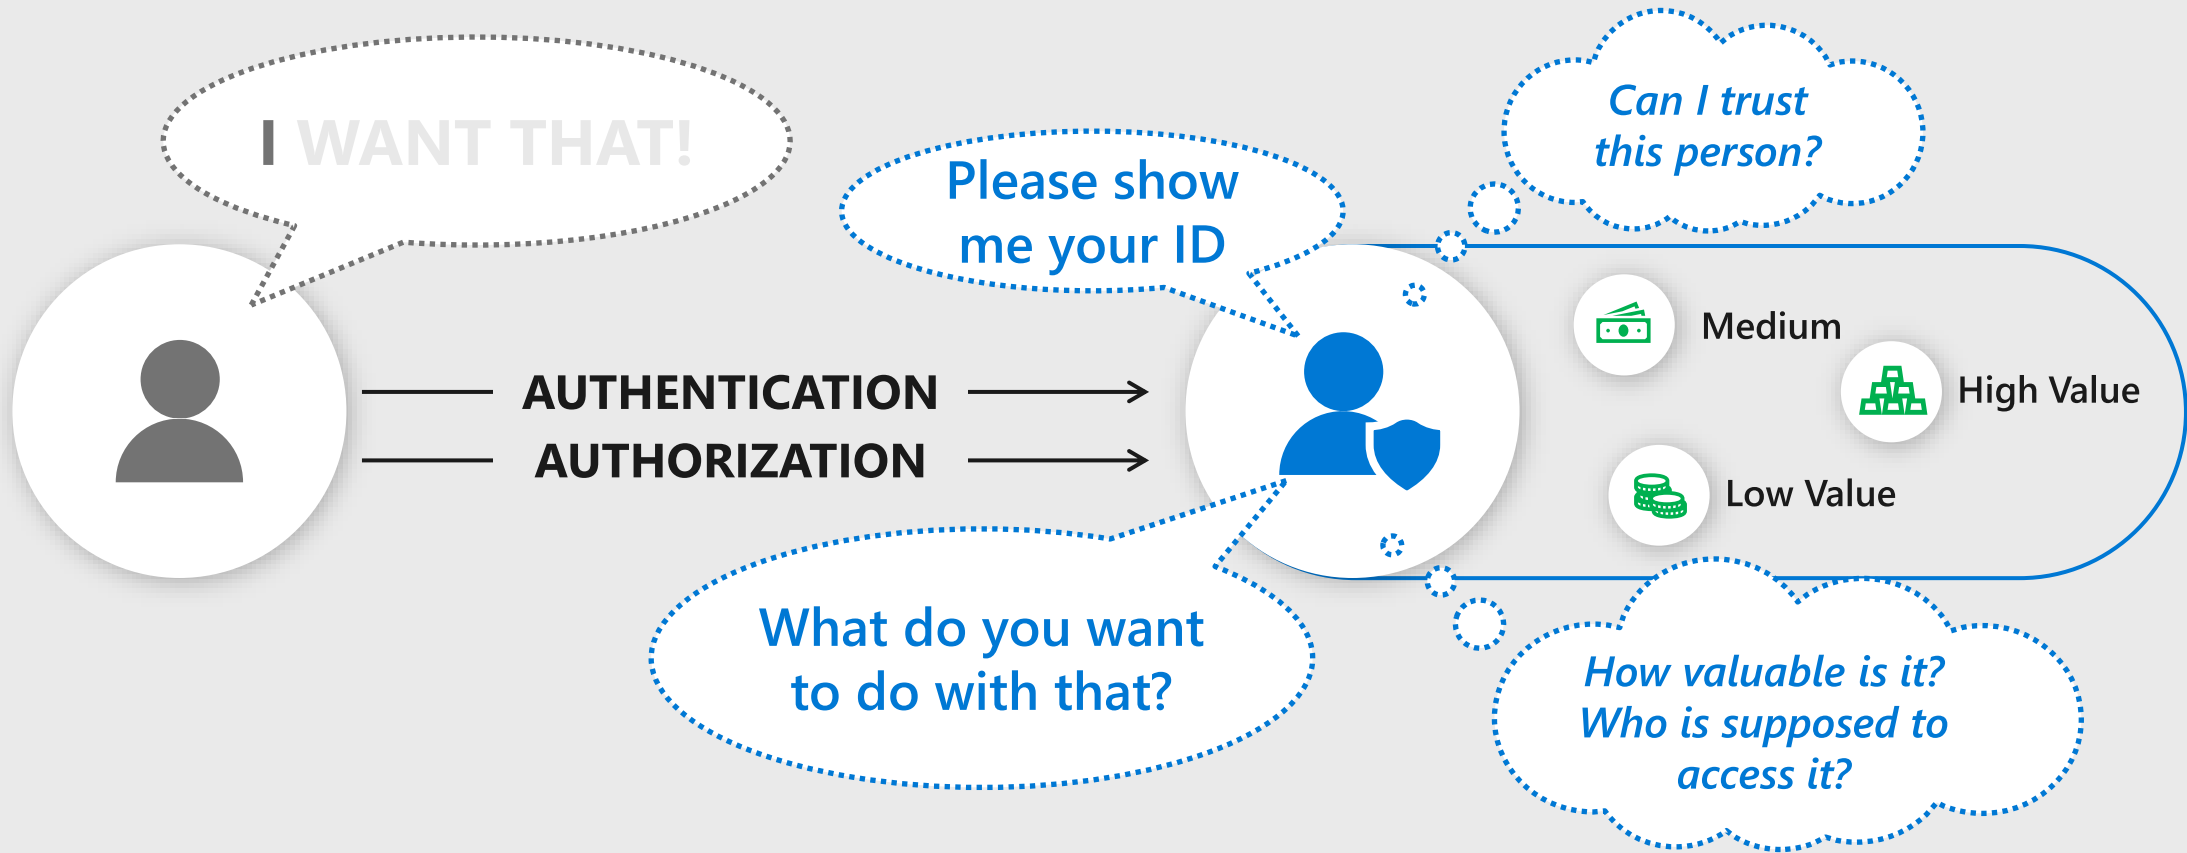 I WANT THAT!
Please show
me your ID
Can I trust
this person?
AUTHENTICATION
AUTHORIZATION
Medium
High Value
Low Value
What do you want
to do with that?
How valuable is it?
Who is supposed to
access it?